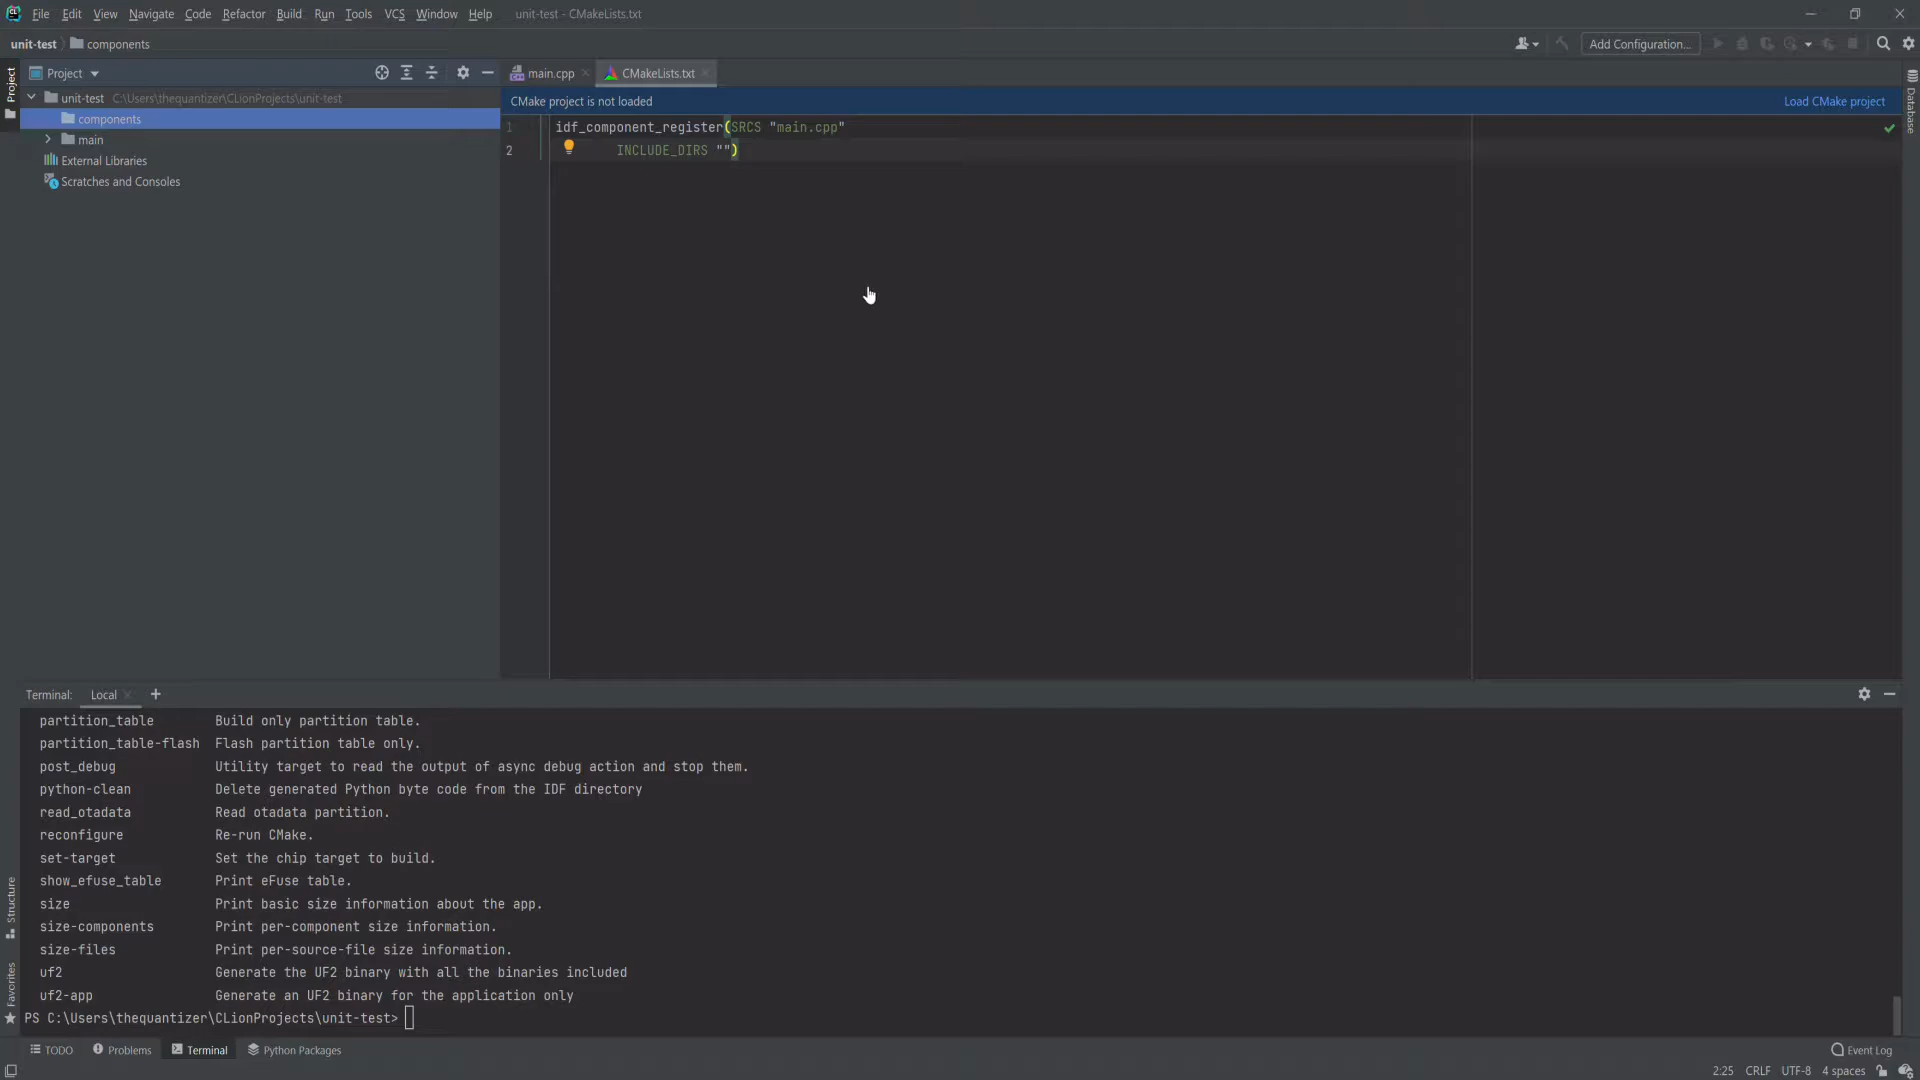 File Edit View Navigate Code Refactor Build Run Tools VCS Window Help unit-test - CMakeLists.txt
unit-test components Add Configuration...
Project
Project main.cpp CMakeLists.txt
unit-test C:\Users\thequantizer\CLionProjects\unit-test
CMake project is not loaded Load CMake project
Database
components
main
External Libraries
Scratches and Consoles
1 idf_component_register(SRCS "main.cpp"
2 INCLUDE_DIRS "")
Terminal: Local
partition_table Build only partition table.
partition_table-flash Flash partition table only.
post_debug Utility target to read the output of async debug action and stop them.
python-clean Delete generated Python byte code from the IDF directory
read_otadata Read otadata partition.
reconfigure Re-run CMake.
set-target Set the chip target to build.
show_efuse_table Print eFuse table.
size Print basic size information about the app.
size-components Print per-component size information.
size-files Print per-source-file size information.
uf2 Generate the UF2 binary with all the binaries included
uf2-app Generate an UF2 binary for the application only
PS C:\Users\thequantizer\CLionProjects\unit-test>
Structure
Favorites
TODO Problems Terminal Python Packages Event Log
2:25 CRLF UTF-8 4 spaces